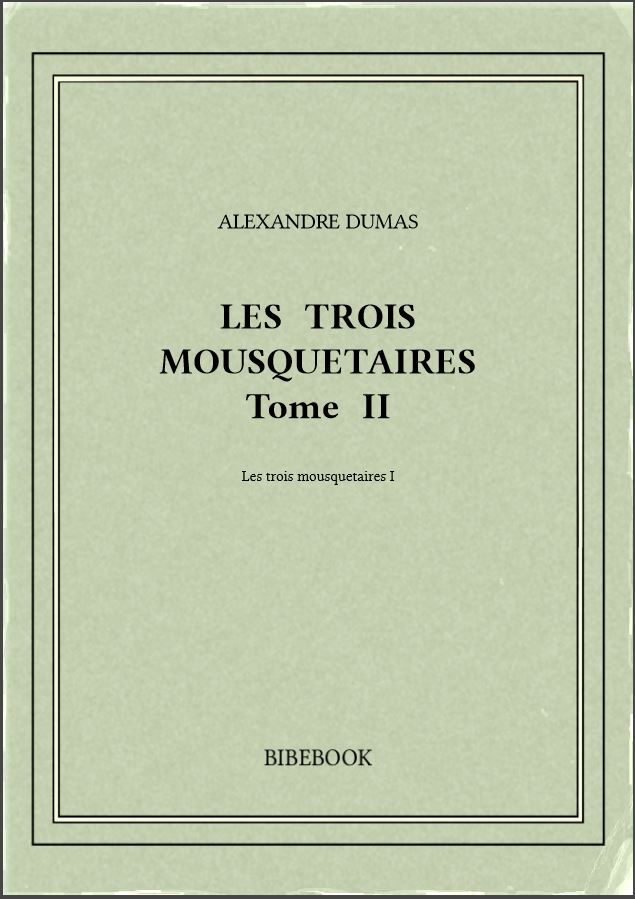 ALEXANDRE DUMAS
LES TROIS
MOUSQUETAIRES
Tome II
Les trois mousquetaires I
BIBEBOOK